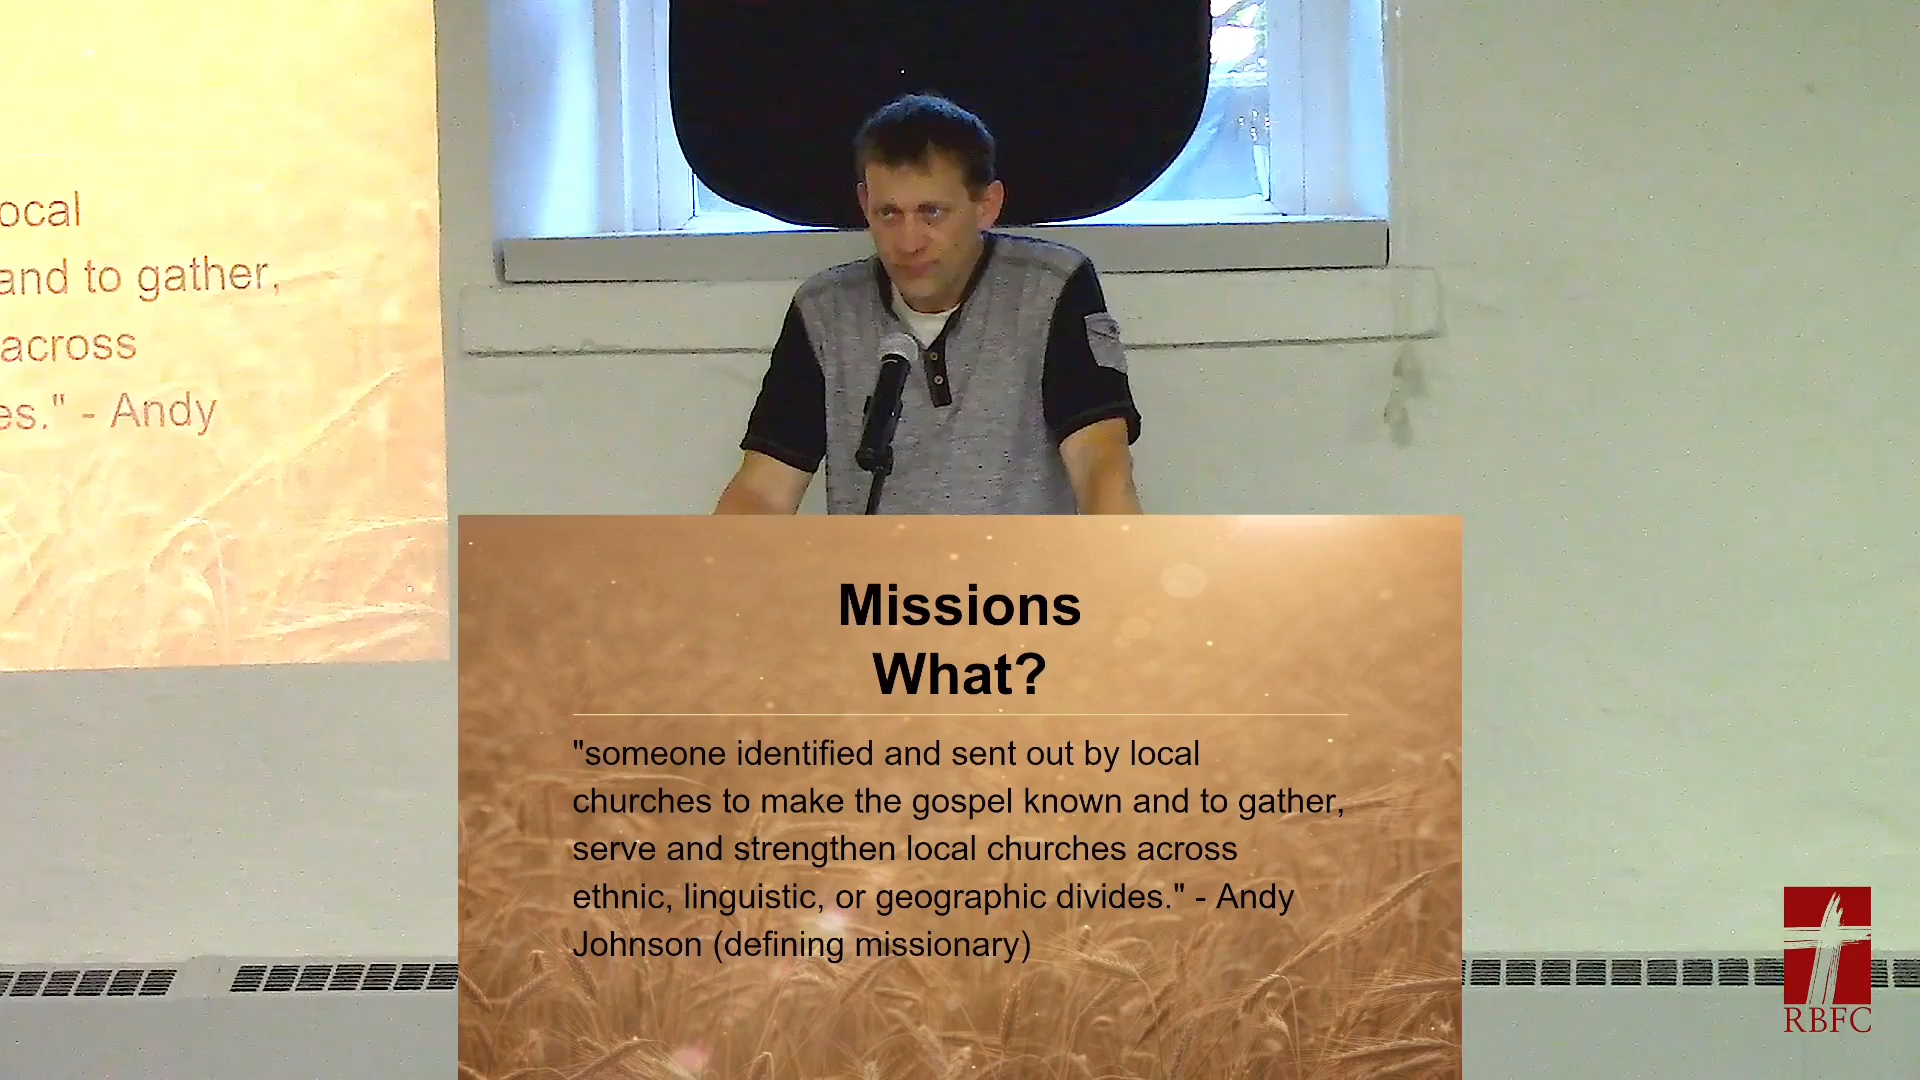 ocal
and to gather,
across
es." - Andy
Missions
What?
"someone identified and sent out by local
churches to make the gospel known and to gather,
serve and strengthen local churches across
ethnic, linguistic, or geographic divides." - Andy
Johnson (defining missionary)
RBFC